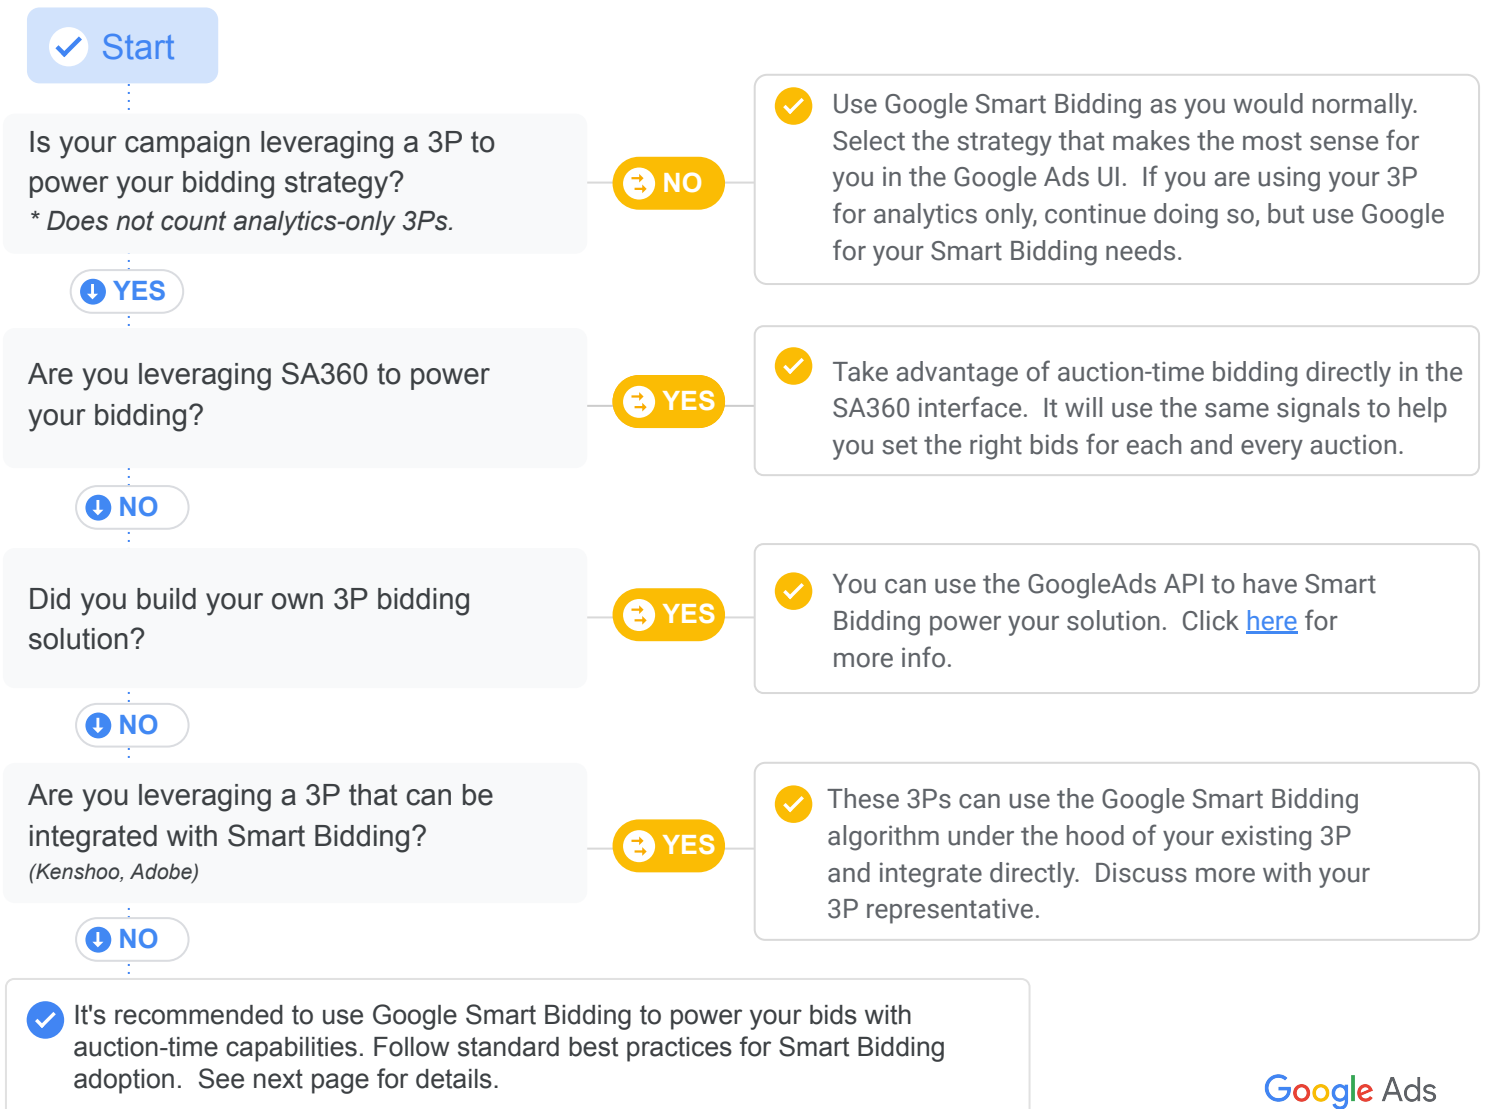 Start
Is your campaign leveraging a 3P to
power your bidding strategy?
* Does not count analytics-only 3Ps.
NO
Use Google Smart Bidding as you would normally.
Select the strategy that makes the most sense for
you in the Google Ads UI.  If you are using your 3P
for analytics only, continue doing so, but use Google
for your Smart Bidding needs.
YES
Are you leveraging SA360 to power
your bidding?
YES
Take advantage of auction-time bidding directly in the
SA360 interface.  It will use the same signals to help
you set the right bids for each and every auction.
NO
Did you build your own 3P bidding
solution?
YES
You can use the GoogleAds API to have Smart
Bidding power your solution.  Click here for
more info.
NO
Are you leveraging a 3P that can be
integrated with Smart Bidding?
(Kenshoo, Adobe)
YES
These 3Ps can use the Google Smart Bidding
algorithm under the hood of your existing 3P
and integrate directly.  Discuss more with your
3P representative.
NO
It's recommended to use Google Smart Bidding to power your bids with
auction-time capabilities. Follow standard best practices for Smart Bidding
adoption.  See next page for details.
Google Ads